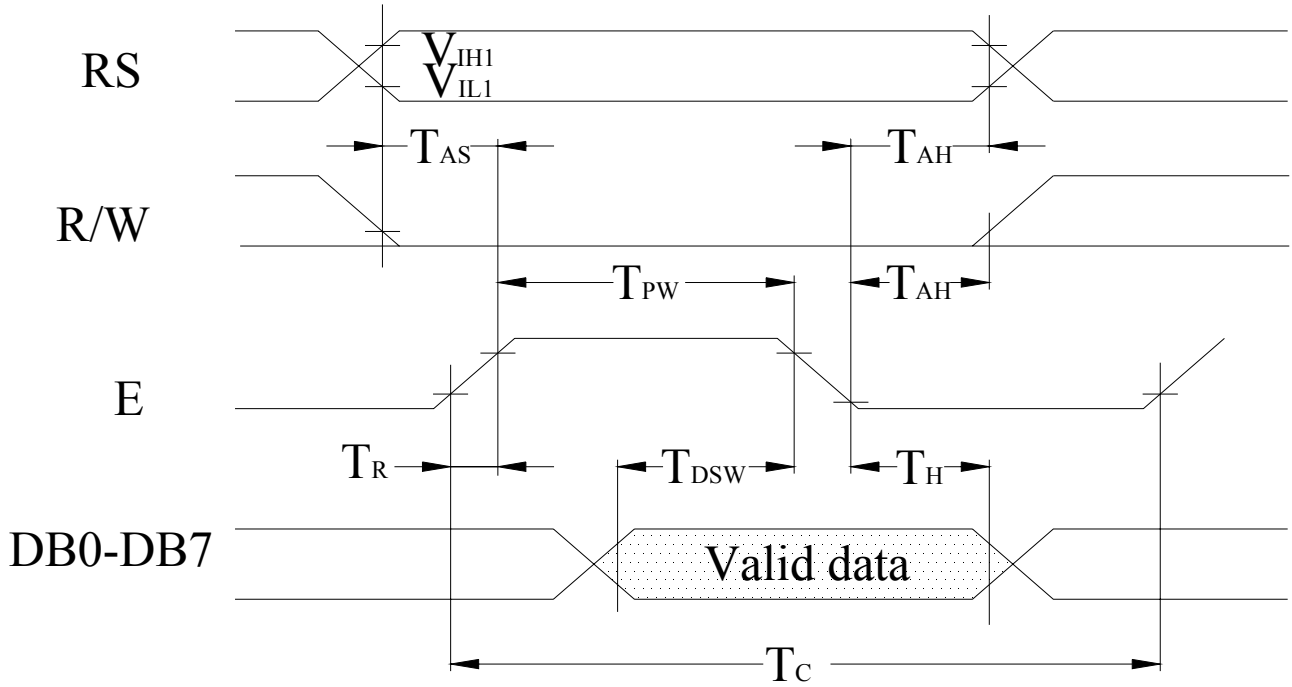 RS
VIH1
VIL1
TAS
TAH
R/W
TPW
TAH
E
TR
TDSW
TH
DB0-DB7
Valid data
TC